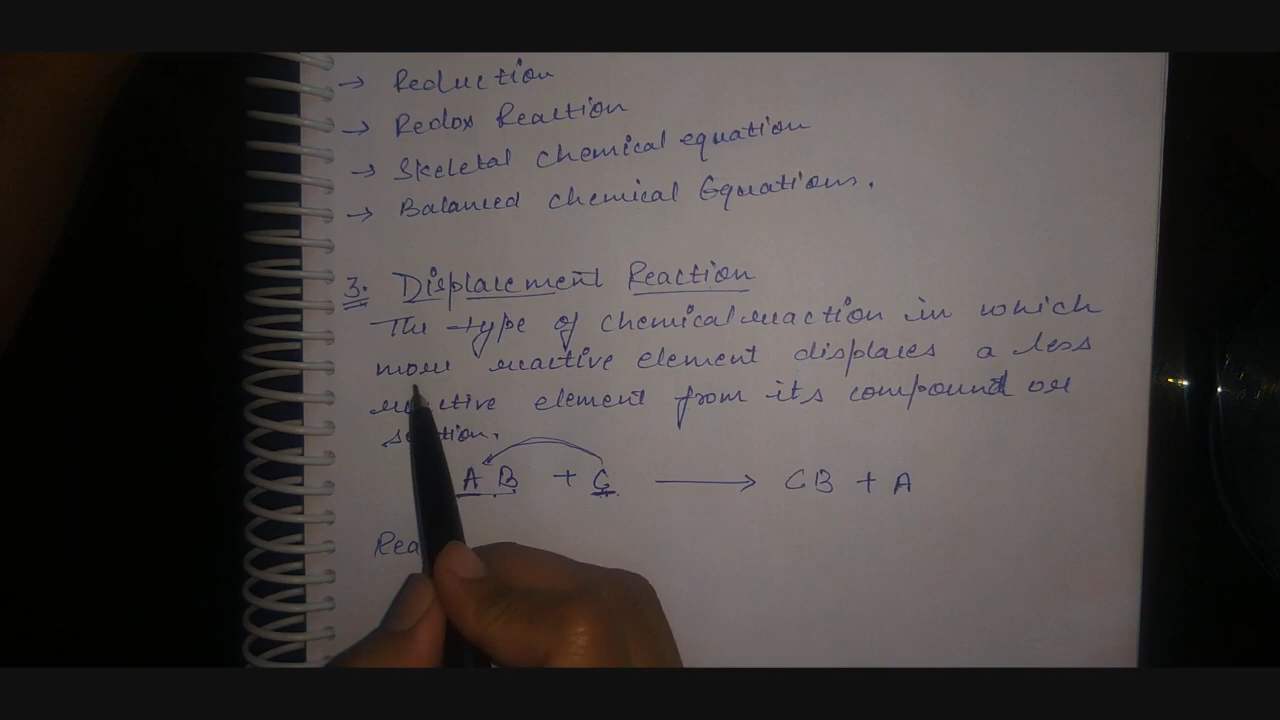 → Reduction
→ Redox Reaction
→ Skeletal chemical equation
→ Balanced chemical Equations.
3. Displacement Reaction
The type of chemical reaction in which
more reactive element displaces a less
reactive element from its compound or
solution.
A B + C → CB + A
Rea